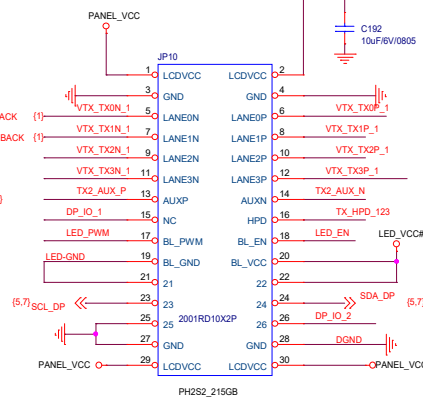 PANEL_VCC
C192
10uF/6V/0805
JP10
1 LCDVCC LCDVCC 2
3 GND GND 4
ACK {1} VTX_TX0N_1 5 LANE0N LANE0P 6 VTX_TX0P_1
BACK {1} VTX_TX1N_1 7 LANE1N LANE1P 8 VTX_TX1P_1
VTX_TX2N_1 9 LANE2N LANE2P 10 VTX_TX2P_1
VTX_TX3N_1 11 LANE3N LANE3P 12 VTX_TX3P_1
} TX2_AUX_P 13 AUXP AUXN 14 TX2_AUX_N
DP_IO_1 15 NC HPD 16 TX_HPD_123
LED_PWM 17 BL_PWM BL_EN 18 LED_EN LED_VCC#
LED-GND 19 BL_GND BL_VCC 20
21 21 22 22
{5,7} SCL_DP 23 23 24 24 SDA_DP {5,7}
25 25 2001RD10X2P 26 26 DP_IO_2
27 GND GND 28 DGND
PANEL_VCC 29 LCDVCC LCDVCC 30 PANEL_VCC
PH2S2_215GB